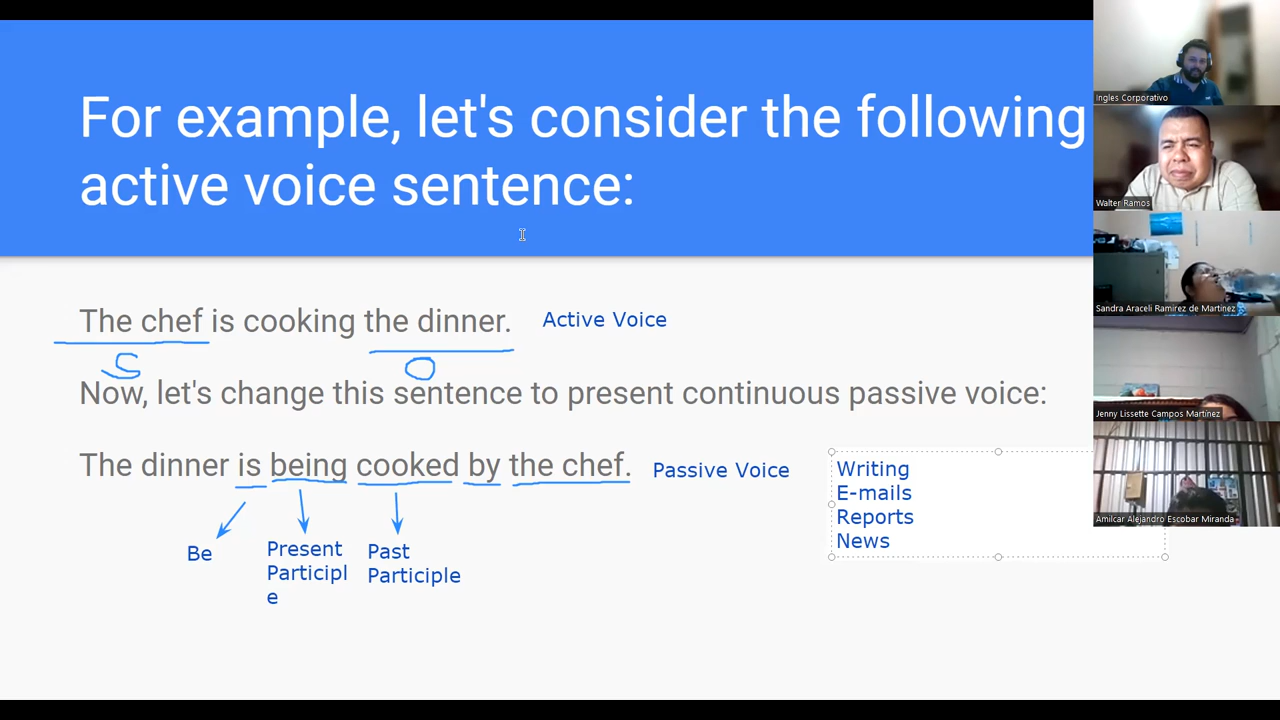 For example, let's consider the following
active voice sentence:
The chef is cooking the dinner. Active Voice
S O
Now, let's change this sentence to present continuous passive voice:
The dinner is being cooked by the chef. Passive Voice
Be
Present
Participl
e
Past
Participle
Writing
E-mails
Reports
News
Ingles Corporativo
Walter Ramos
Sandra Araceli Ramirez de Martinez
Jenny Lissette Campos Martínez
Amilcar Alejandro Escobar Miranda